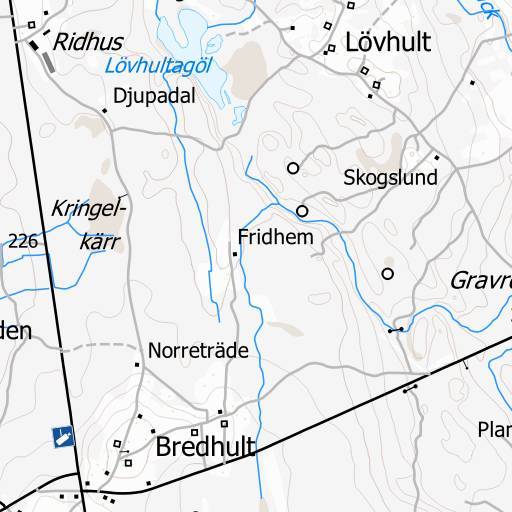 Ridhus
Lövhult
Lövhultagöl
Djupadal
Skogslund
Kringel-
kärr
226
Fridhem
Gravr
den
Norreträde
Plan
Bredhult